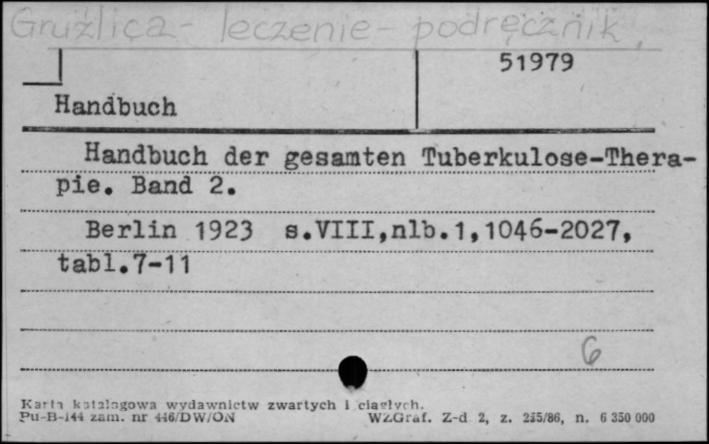 Gruźlica - leczenie - podręcznik
51979
Handbuch
Handbuch der gesamten Tuberkulose-Thera-
pie. Band 2.
Berlin 1923 s.VIII,nlb.1,1046-2027,
tabl.7-11
6
Karta katalogowa wydawnictw zwartych i ciągłych.
Pu-B-144 zam. nr 446/DW/ON WZGraf. Z-d 2, z. 235/86, n. 6 350 000